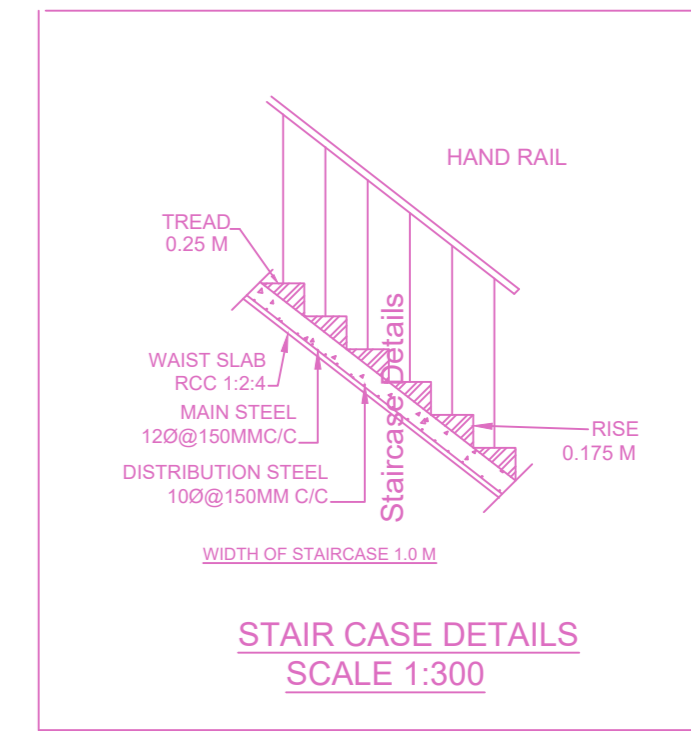 HAND RAIL
TREAD
0.25 M
Staircase Details
WAIST SLAB
RCC 1:2:4
MAIN STEEL
12Ø@150MMC/C
RISE
0.175 M
DISTRIBUTION STEEL
10Ø@150MM C/C
WIDTH OF STAIRCASE 1.0 M
STAIR CASE DETAILS
SCALE 1:300